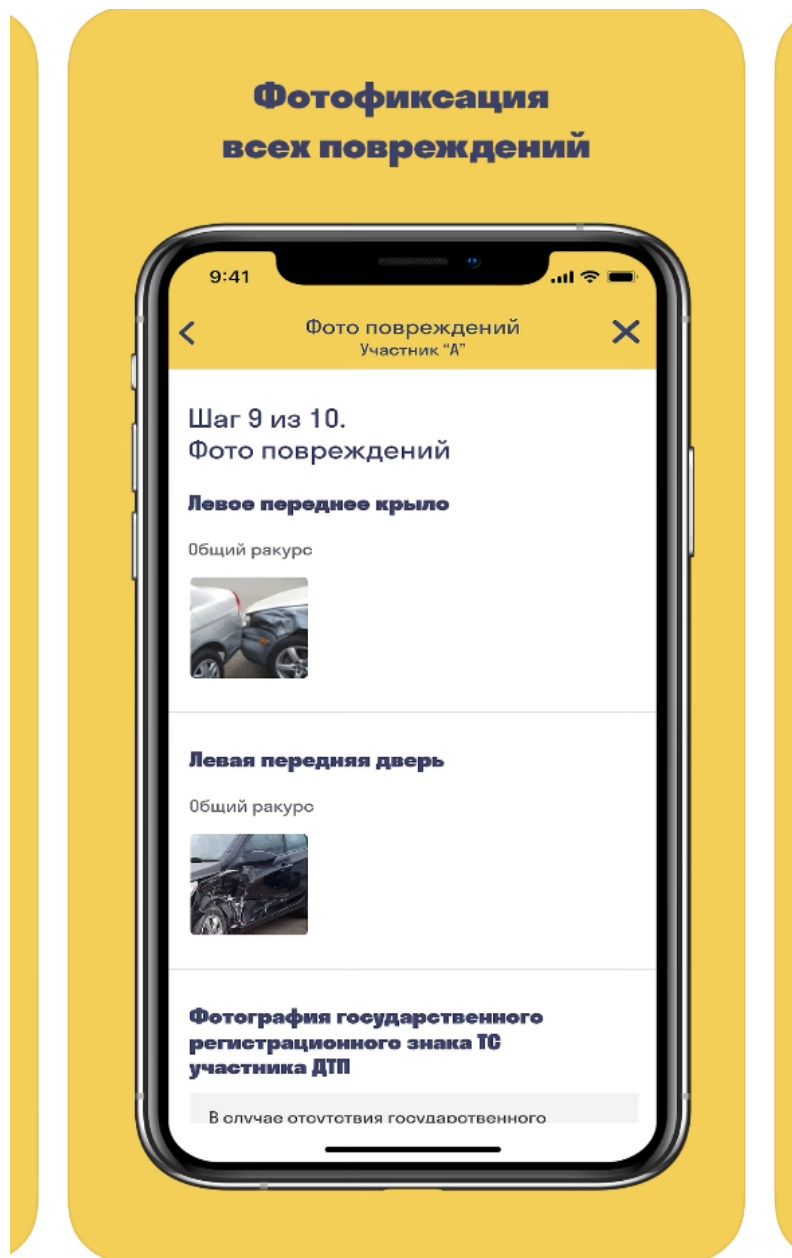 Фотофиксация
всех повреждений
9:41
Фото повреждений
Участник “А”
Шаг 9 из 10.
Фото повреждений
Левое переднее крыло
Общий ракурс
Левая передняя дверь
Общий ракурс
Фотография государственного
регистрационного знака ТС
участника ДТП
В случае отсутствия государственного